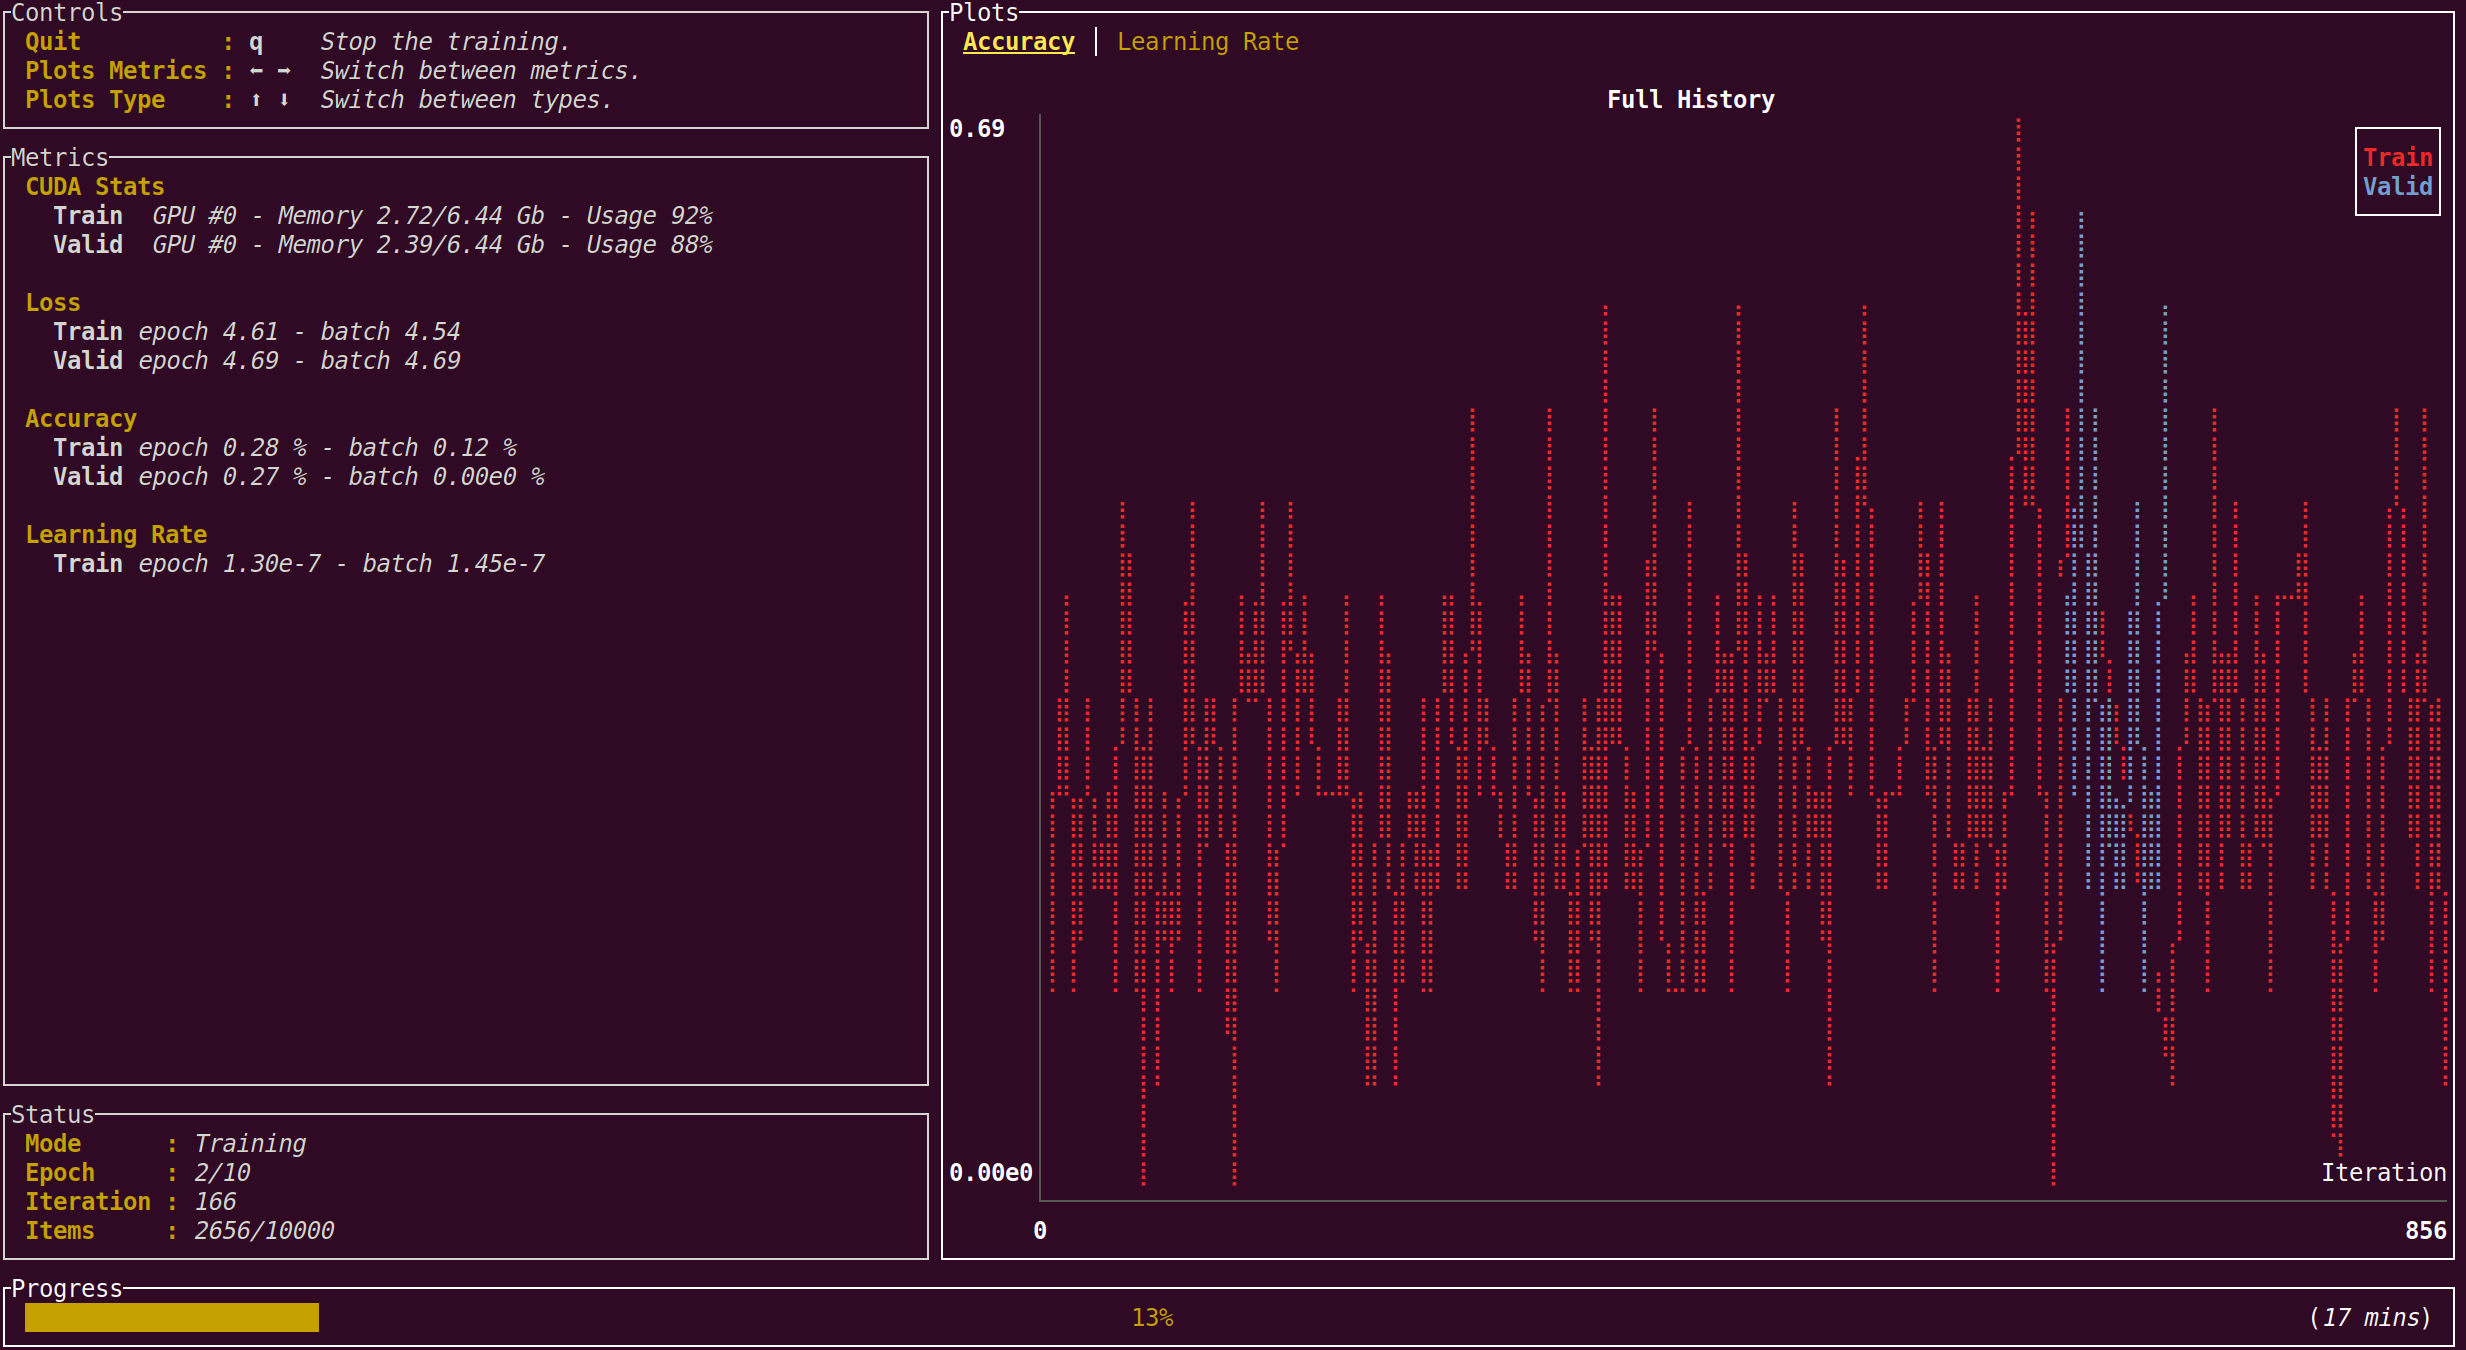 Controls
Quit : q Stop the training.
Plots Metrics : ← → Switch between metrics.
Plots Type : ↑ ↓ Switch between types.
Metrics
CUDA Stats
Train GPU #0 - Memory 2.72/6.44 Gb - Usage 92%
Valid GPU #0 - Memory 2.39/6.44 Gb - Usage 88%
Loss
Train epoch 4.61 - batch 4.54
Valid epoch 4.69 - batch 4.69
Accuracy
Train epoch 0.28 % - batch 0.12 %
Valid epoch 0.27 % - batch 0.00e0 %
Learning Rate
Train epoch 1.30e-7 - batch 1.45e-7
Status
Mode : Training
Epoch : 2/10
Iteration : 166
Items : 2656/10000
Plots
Accuracy | Learning Rate
Full History
0.69
Train
Valid
0.00e0
Iteration
0 856
Progress
13% (17 mins)